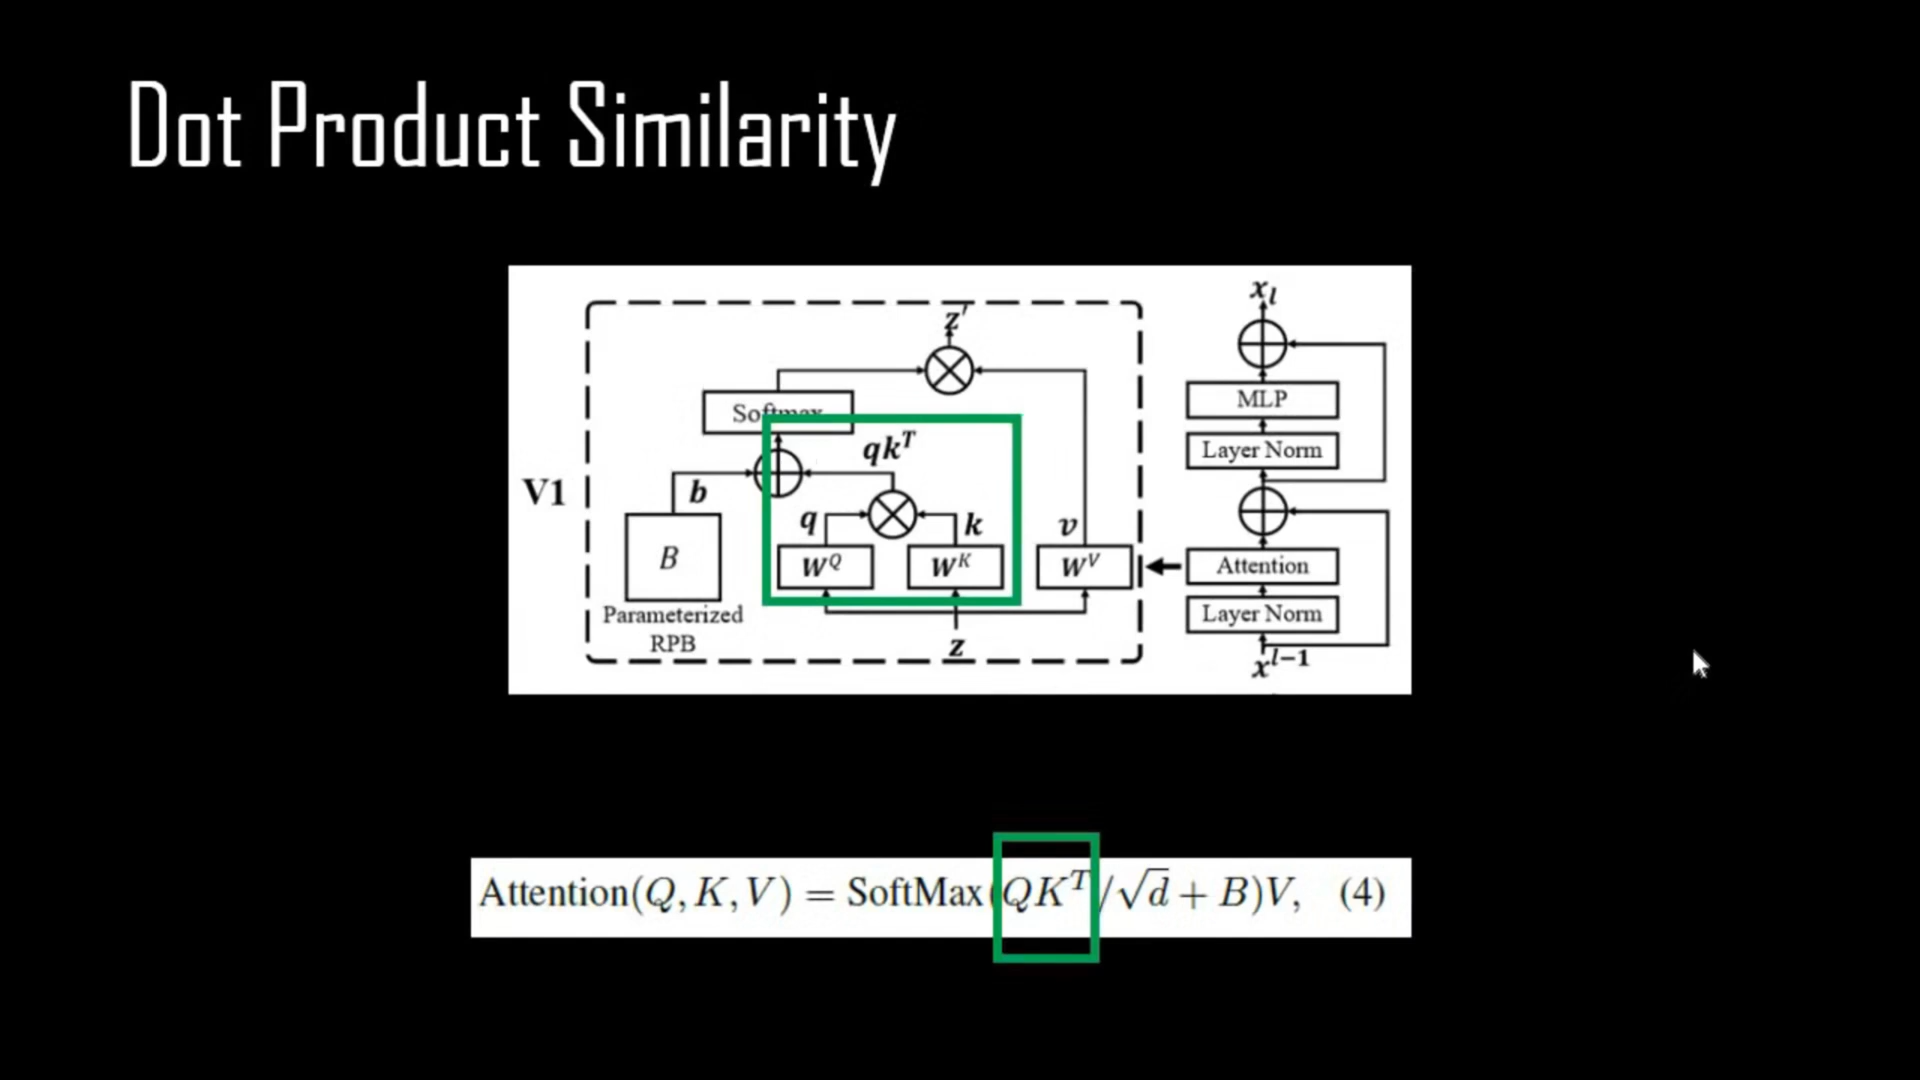 Dot Product Similarity
z′
x_l
Softmax
MLP
qk^T
Layer Norm
V1
b
q
k
v
B
W^Q
W^K
W^V
Attention
Parameterized
RPB
Layer Norm
z
x^{l−1}
Attention(Q, K, V) = SoftMax(QK^T/√d + B)V, (4)